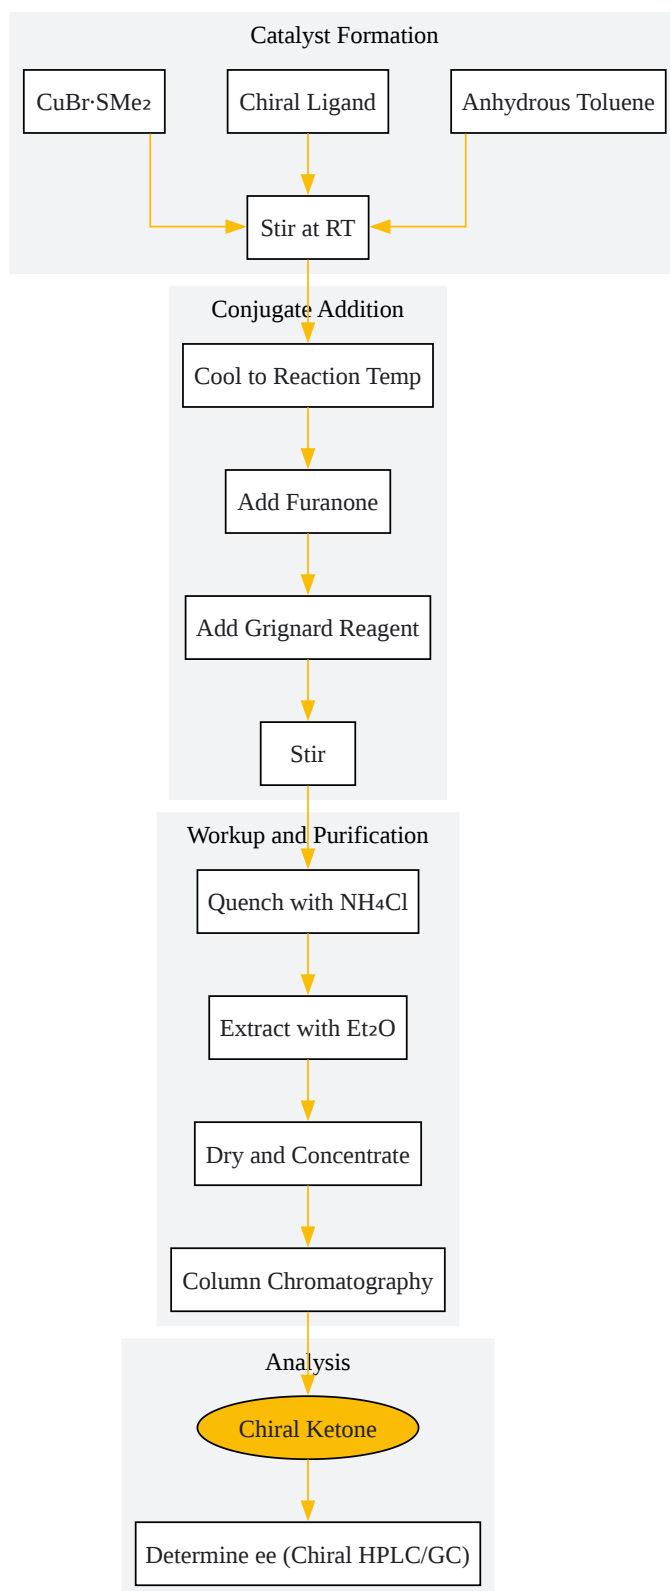 Catalyst Formation
CuBr·SMe₂
Chiral Ligand
Anhydrous Toluene
Stir at RT
Conjugate Addition
Cool to Reaction Temp
Add Furanone
Add Grignard Reagent
Stir
Workup and Purification
Quench with NH₄Cl
Extract with Et₂O
Dry and Concentrate
Column Chromatography
Analysis
Chiral Ketone
Determine ee (Chiral HPLC/GC)